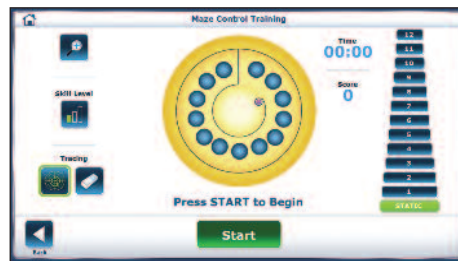 Maze Control Training
Time
00:00
Score
0
Skill Level
Tracing
Press START to Begin
Start
Back
12
11
10
9
8
7
6
5
4
3
2
1
STATIC